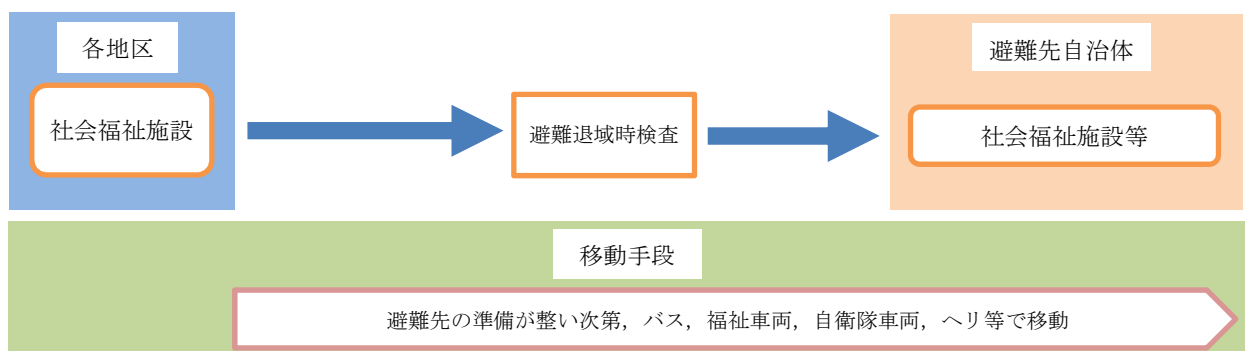 各地区
避難先自治体
社会福祉施設
避難退域時検査
社会福祉施設等
移動手段
避難先の準備が整い次第，バス，福祉車両，自衛隊車両，ヘリ等で移動